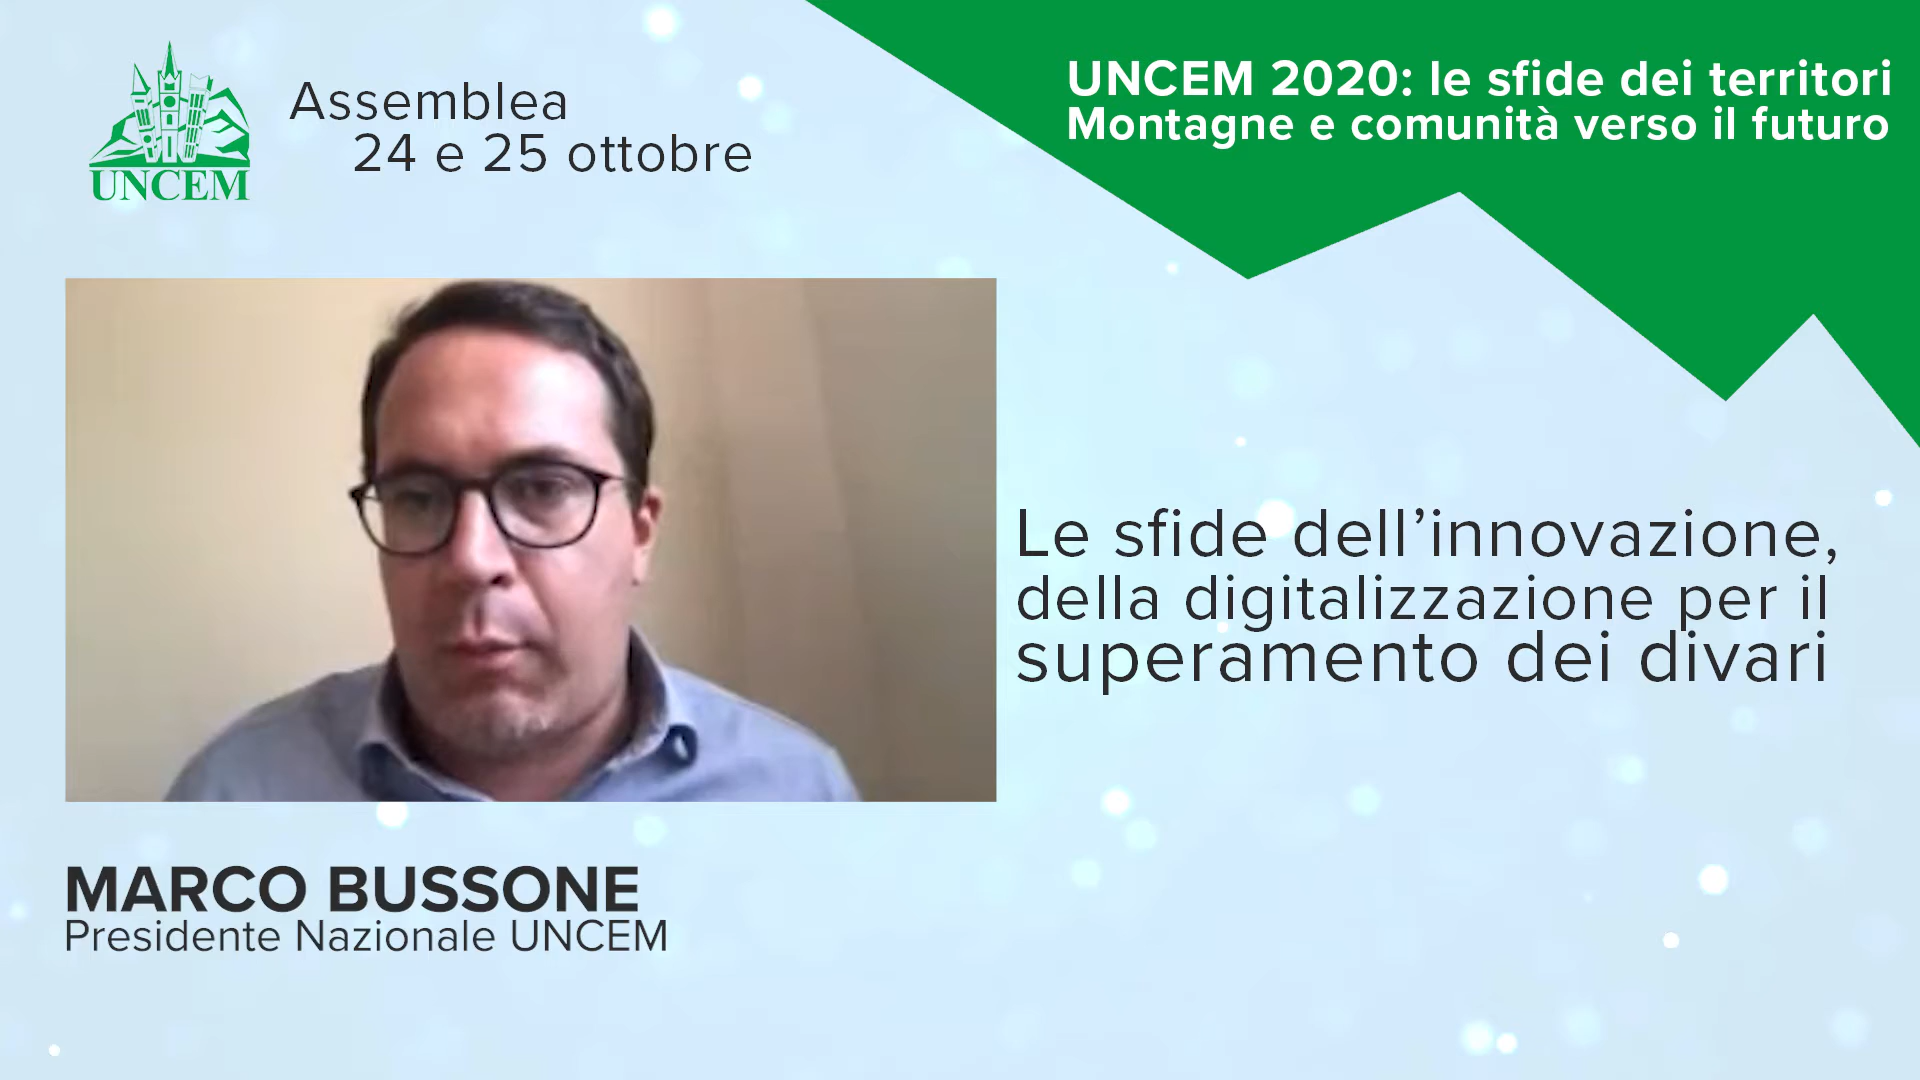 UNCEM
Assemblea
24 e 25 ottobre
UNCEM 2020: le sfide dei territori
Montagne e comunità verso il futuro
Le sfide dell’innovazione,
della digitalizzazione per il
superamento dei divari
MARCO BUSSONE
Presidente Nazionale UNCEM